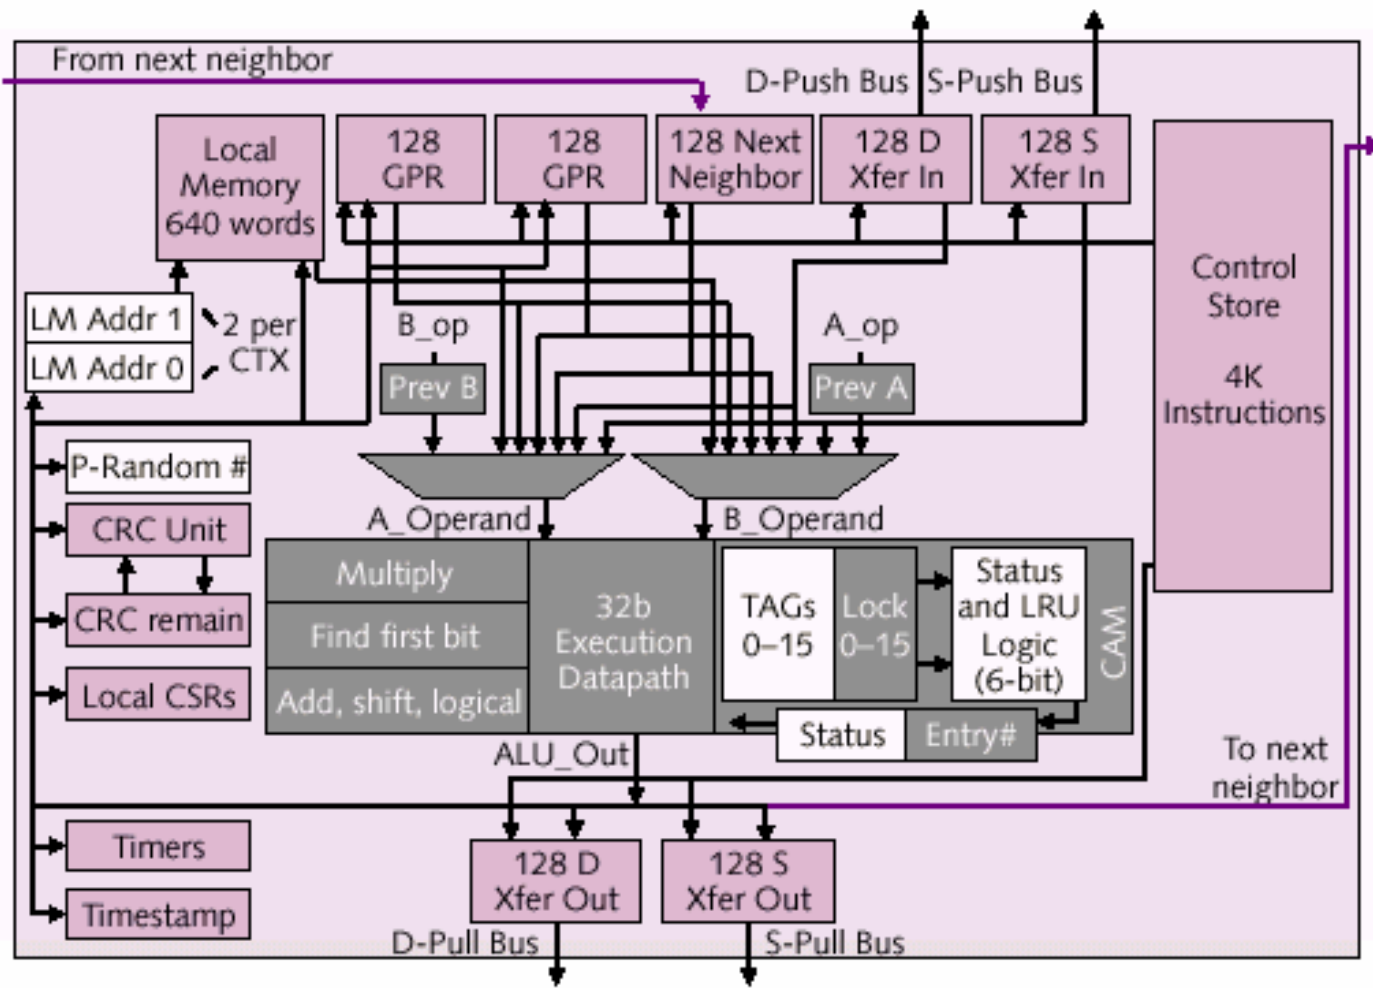 From next neighbor
D-Push Bus
S-Push Bus
Local
Memory
640 words
128
GPR
128
GPR
128 Next
Neighbor
128 D
Xfer In
128 S
Xfer In
Control
Store
4K
Instructions
LM Addr 1
LM Addr 0
2 per
CTX
B_op
A_op
Prev B
Prev A
P-Random #
CRC Unit
CRC remain
Local CSRs
A_Operand
B_Operand
Multiply
Find first bit
Add, shift, logical
32b
Execution
Datapath
TAGs
0–15
Lock
0–15
Status
and LRU
Logic
(6-bit)
CAM
Status
Entry#
ALU_Out
To next
neighbor
Timers
Timestamp
128 D
Xfer Out
128 S
Xfer Out
D-Pull Bus
S-Pull Bus